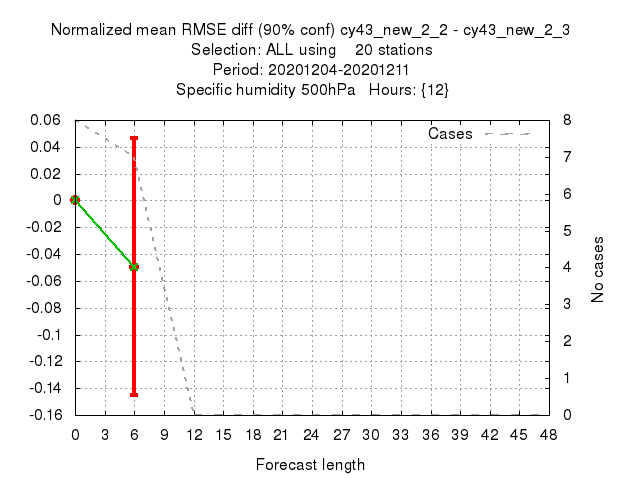 Normalized mean RMSE diff (90% conf) cy43_new_2_2 - cy43_new_2_3
Selection: ALL using    20 stations
Period: 20201204-20201211
Specific humidity 500hPa   Hours: {12}
Cases
0.06
0.04
0.02
0
-0.02
-0.04
-0.06
-0.08
-0.1
-0.12
-0.14
-0.16
8
7
6
5
4
3
2
1
0
No cases
0 3 6 9 12 15 18 21 24 27 30 33 36 39 42 45 48
Forecast length